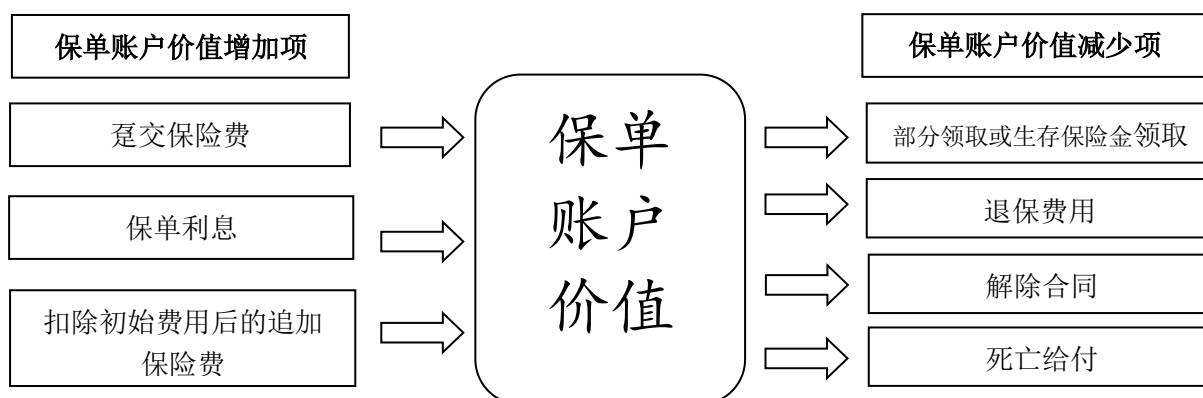 保单账户价值增加项
趸交保险费
保单利息
扣除初始费用后的追加
保险费
保单
账户
价值
保单账户价值减少项
部分领取或生存保险金领取
退保费用
解除合同
死亡给付